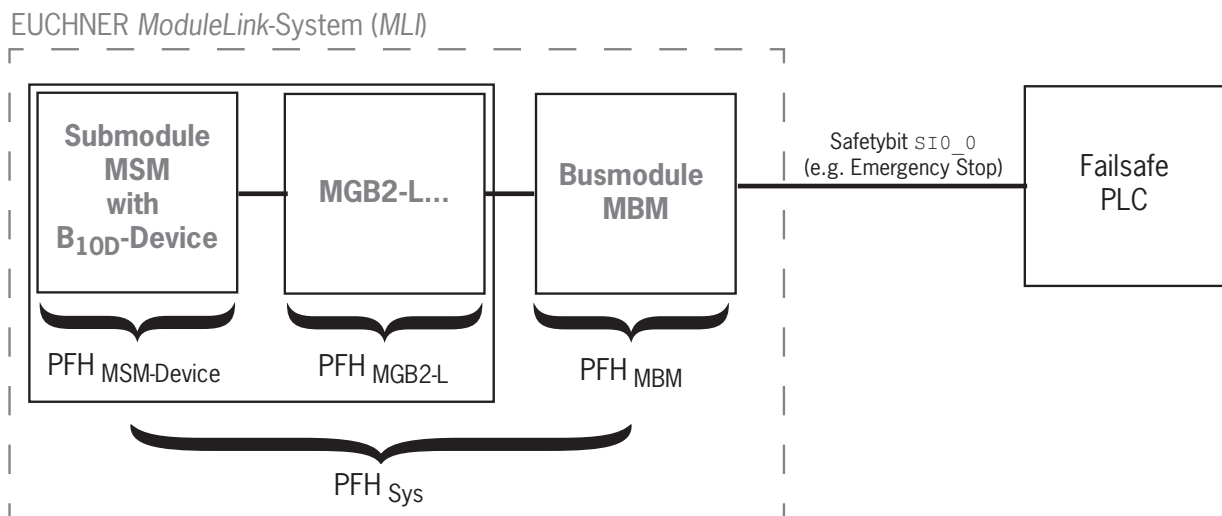 EUCHNER ModuleLink-System (MLI)
Submodule
MSM
with
B10D-Device
MGB2-L...
Busmodule
MBM
Safetybit SI0_0
(e.g. Emergency Stop)
Failsafe
PLC
PFH MSM-Device
PFH MGB2-L
PFH MBM
PFH Sys